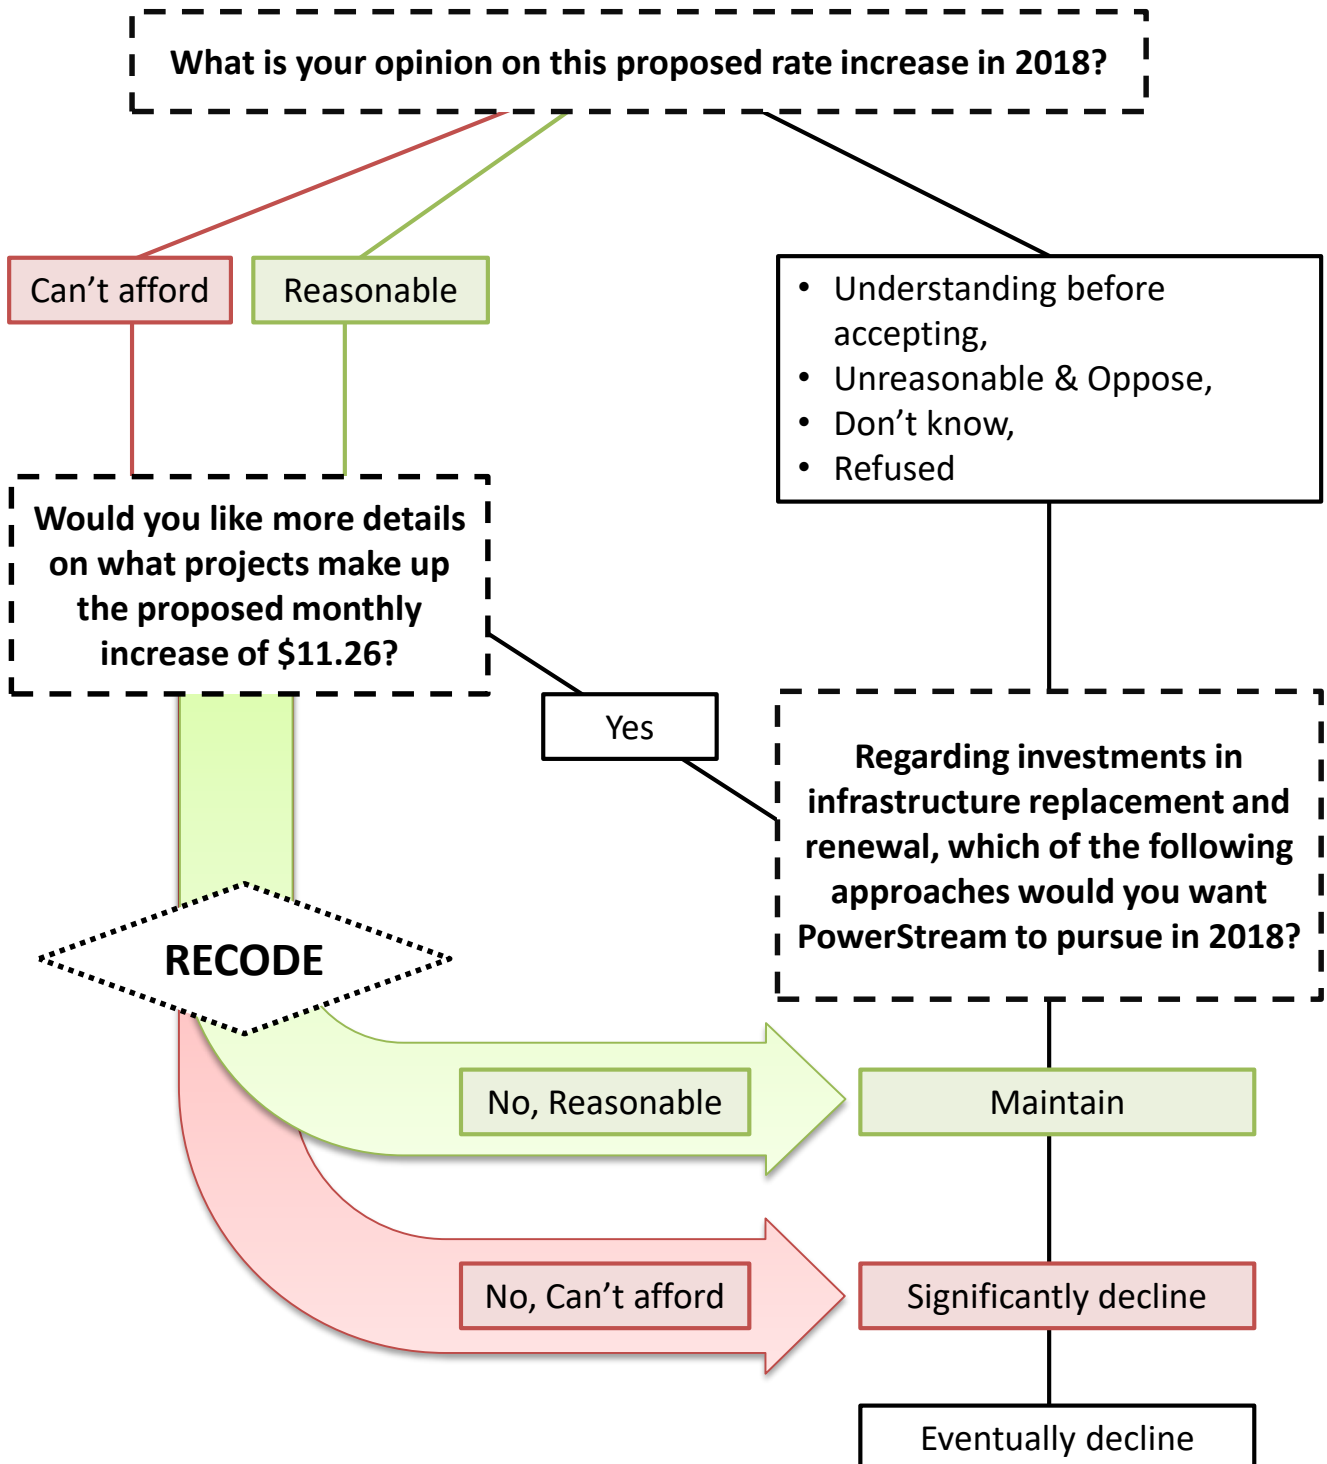 What is your opinion on this proposed rate increase in 2018?
Can’t afford
Reasonable
• Understanding before
accepting,
• Unreasonable & Oppose,
• Don’t know,
• Refused
Would you like more details
on what projects make up
the proposed monthly
increase of $11.26?
Yes
Regarding investments in
infrastructure replacement and
renewal, which of the following
approaches would you want
PowerStream to pursue in 2018?
RECODE
No, Reasonable
Maintain
No, Can’t afford
Significantly decline
Eventually decline